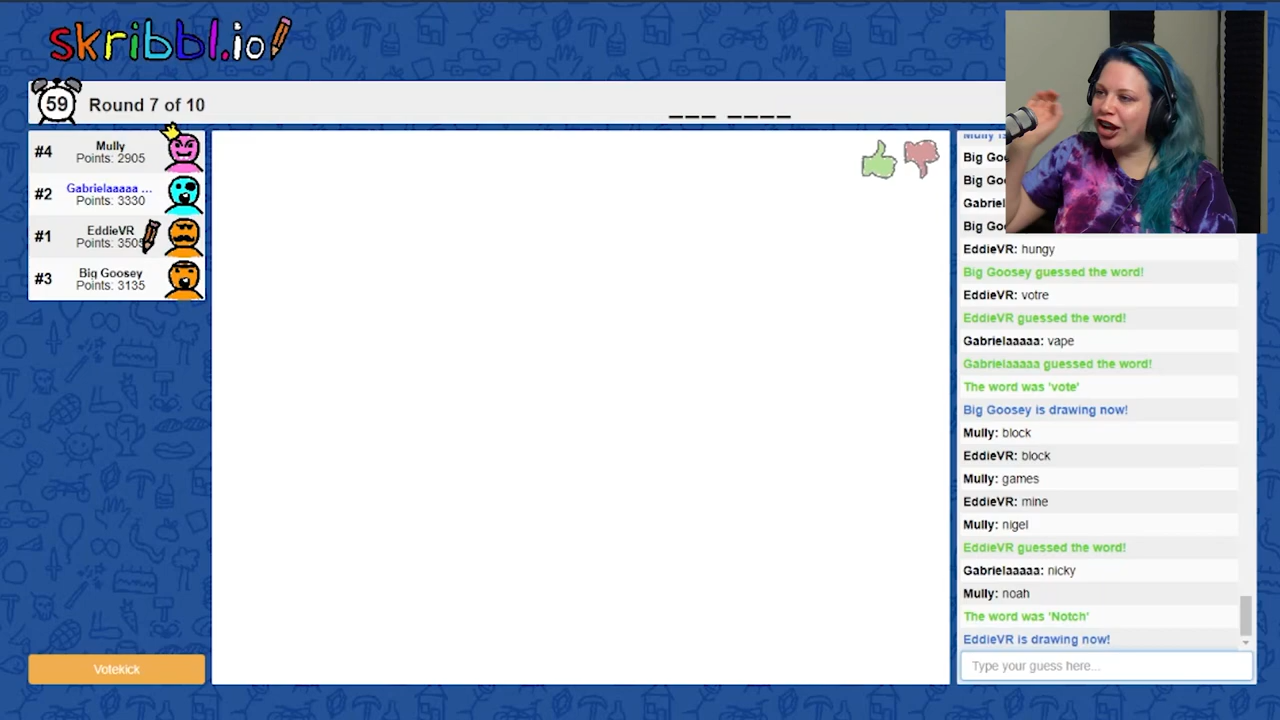 skribbl.io
59
Round 7 of 10
___ ____
#4
Mully
Points: 2905
#2
Gabrielaaaaa ...
Points: 3330
#1
EddieVR
Points: 3505
#3
Big Goosey
Points: 3135
Votekick
Big Goo
Big Goo
Gabriel
Big Goo
EddieVR: hungy
Big Goosey guessed the word!
EddieVR: votre
EddieVR guessed the word!
Gabrielaaaaa: vape
Gabrielaaaaa guessed the word!
The word was 'vote'
Big Goosey is drawing now!
Mully: block
EddieVR: block
Mully: games
EddieVR: mine
Mully: nigel
EddieVR guessed the word!
Gabrielaaaaa: nicky
Mully: noah
The word was 'Notch'
EddieVR is drawing now!
Type your guess here...